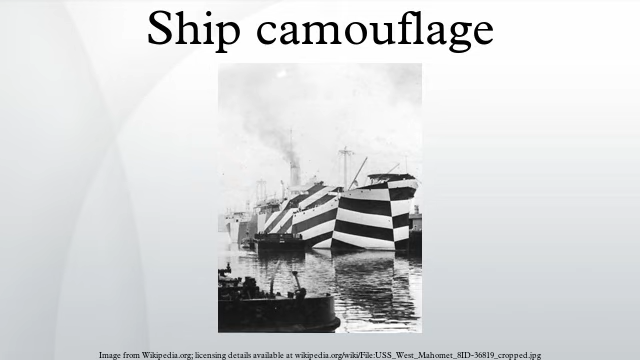 Ship camouflage
Image from Wikipedia.org; licensing details available at wikipedia.org/wiki/File:USS_West_Mahomet_8ID-36819_cropped.jpg